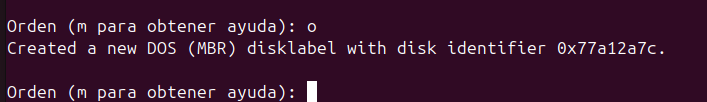 Orden (m para obtener ayuda): o
Created a new DOS (MBR) disklabel with disk identifier 0x77a12a7c.
Orden (m para obtener ayuda):